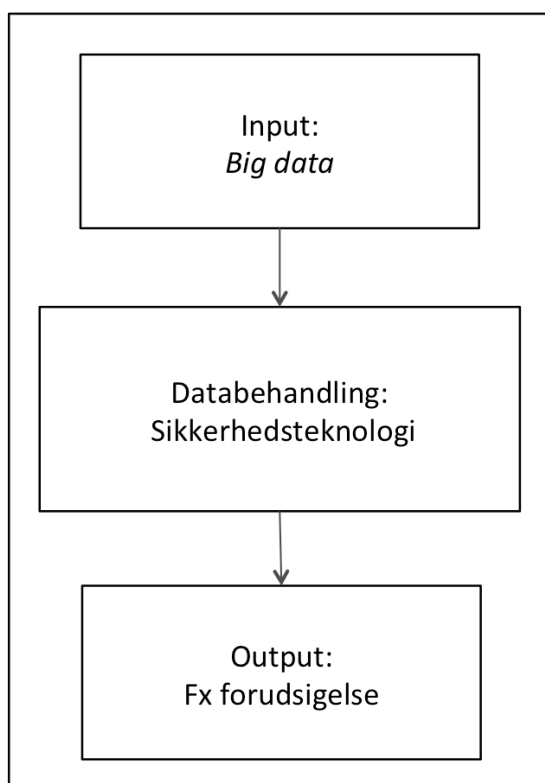 Input:
Big data
Databehandling:
Sikkerhedsteknologi
Output:
Fx forudsigelse